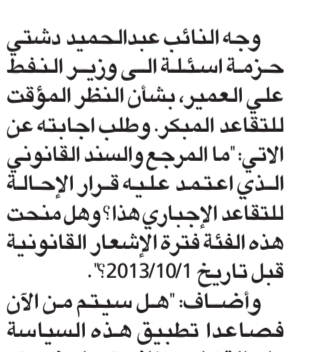 وجه النائب عبدالحميد دشتي
حزمة اسئلة الى وزير النفط
علي العمير، بشأن النظر المؤقت
للتقاعد المبكر. وطلب اجابته عن
الاتي: "ما المرجع والسند القانوني
الذي اعتمد عليه قرار الإحالة
للتقاعد الإجباري هذا؟ وهل منحت
هذه الفئة فترة الإشعار القانونية
قبل تاريخ 2013/10/1؟".
وأضاف: "هل سيتم من الآن
فصاعدا تطبيق هذه السياسة